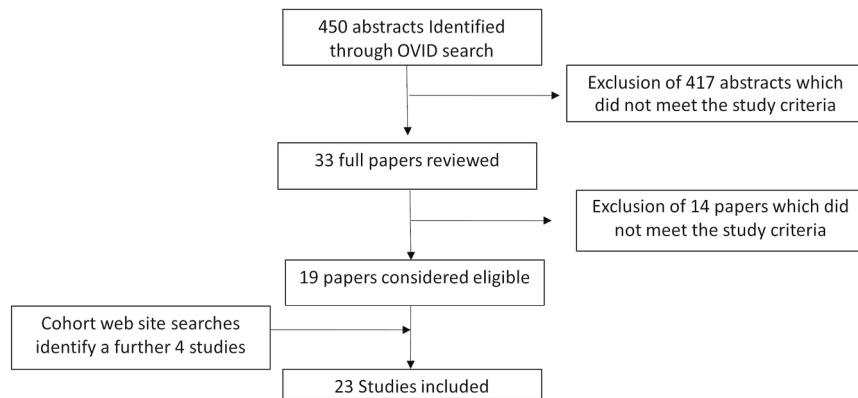 450 abstracts Identified
through OVID search
Exclusion of 417 abstracts which
did not meet the study criteria
33 full papers reviewed
Exclusion of 14 papers which did
not meet the study criteria
19 papers considered eligible
Cohort web site searches
identify a further 4 studies
23 Studies included